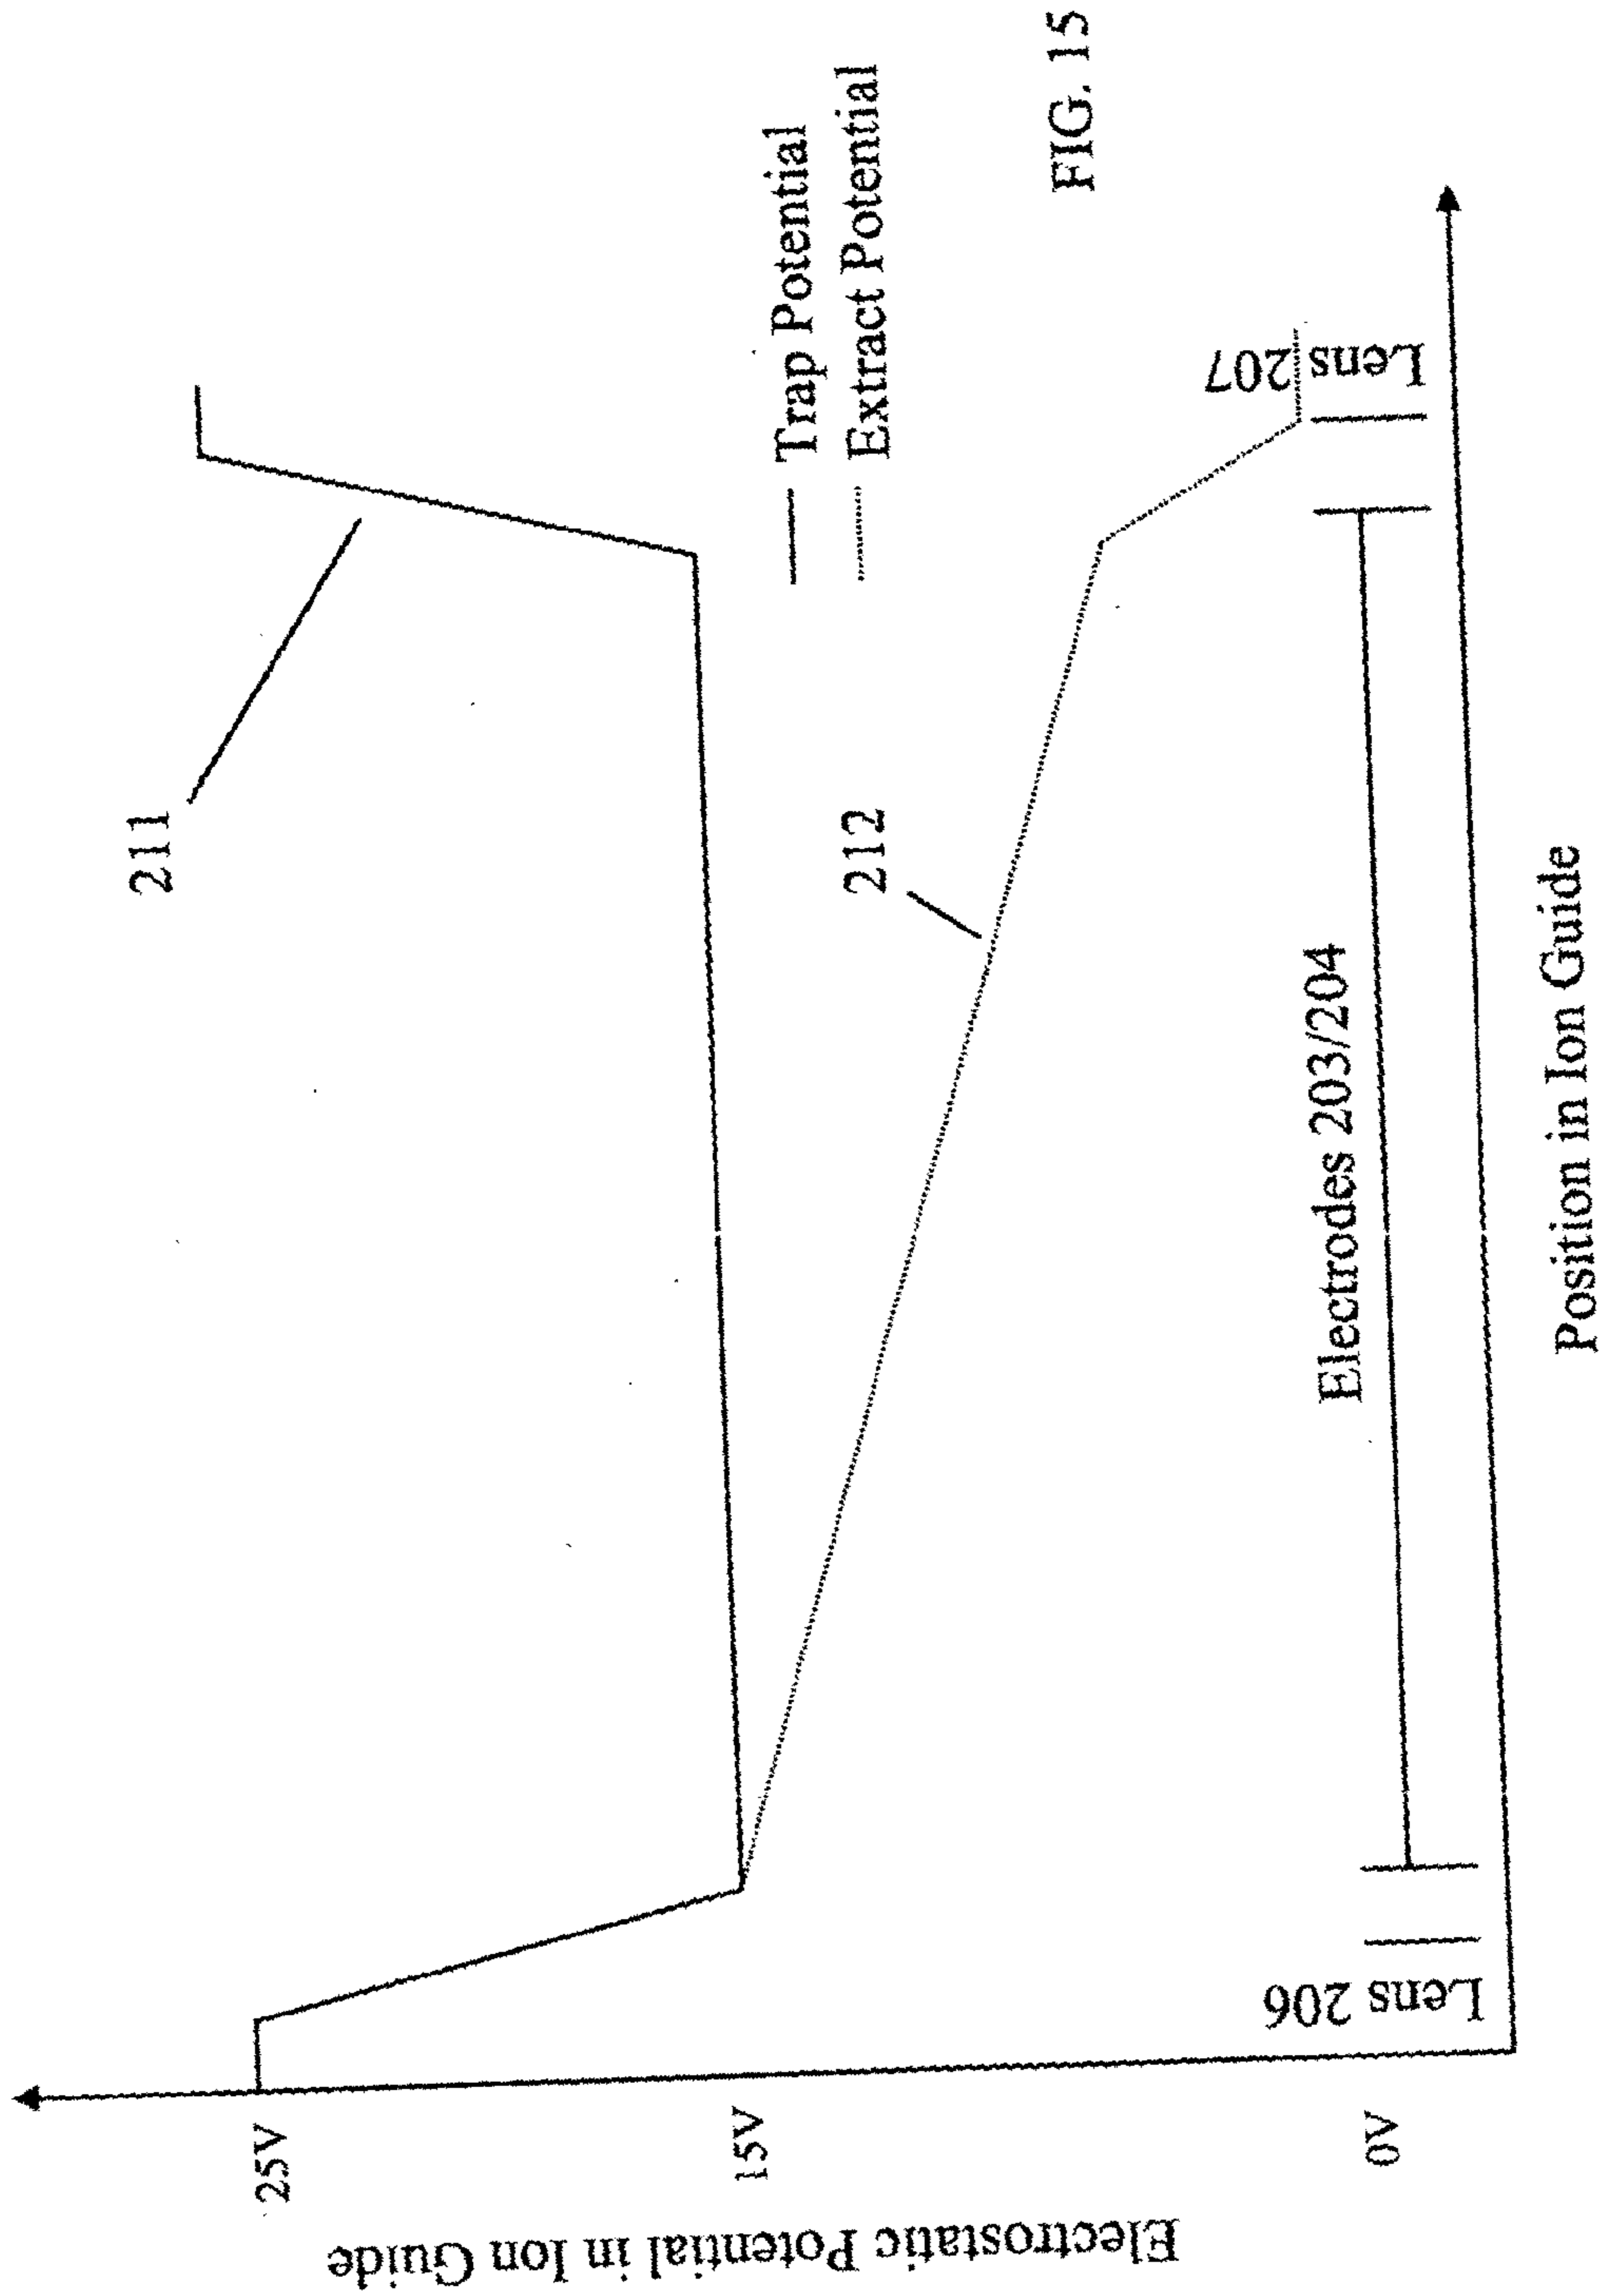 211
25V
Trap Potential
Extract Potential
15V
212
FIG. 15
Electrostatic Potential in Ion Guide
Electrodes 203/204
Lens 206
Lens 207
0V
Position in Ion Guide